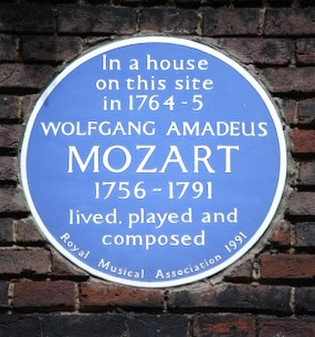 In a house
on this site
in 1764-5
WOLFGANG AMADEUS
MOZART
1756-1791
lived, played and
composed
Royal Musical Association 1991